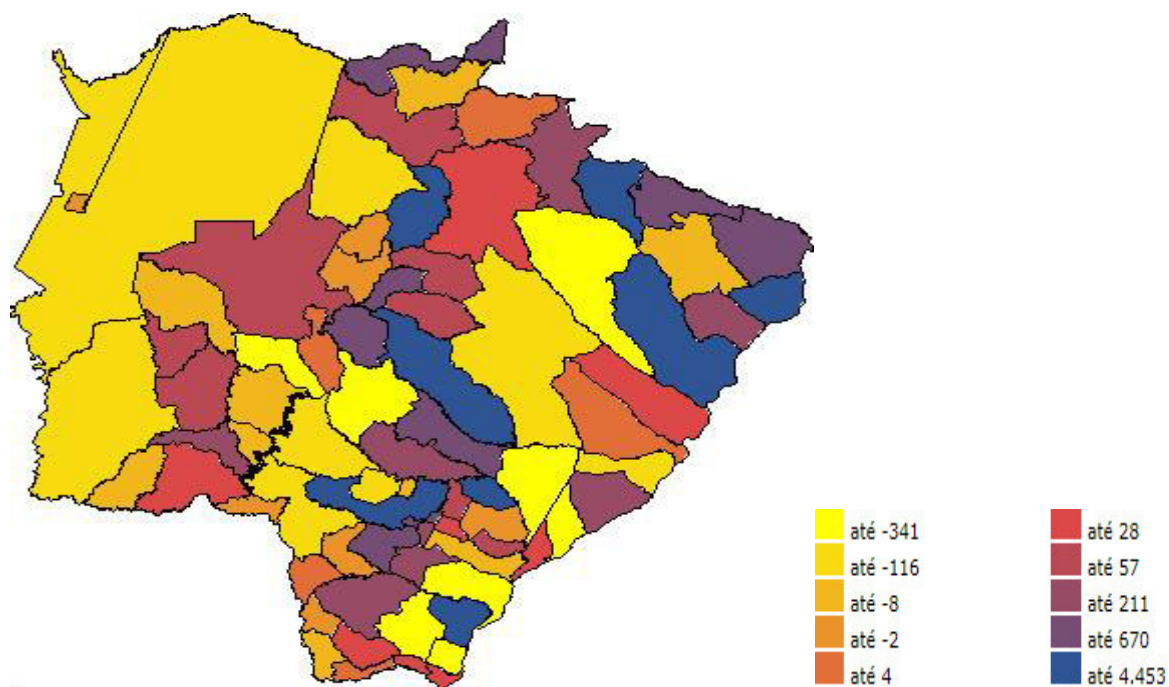 até -341
até -116
até -8
até -2
até 4
até 28
até 57
até 211
até 670
até 4.453